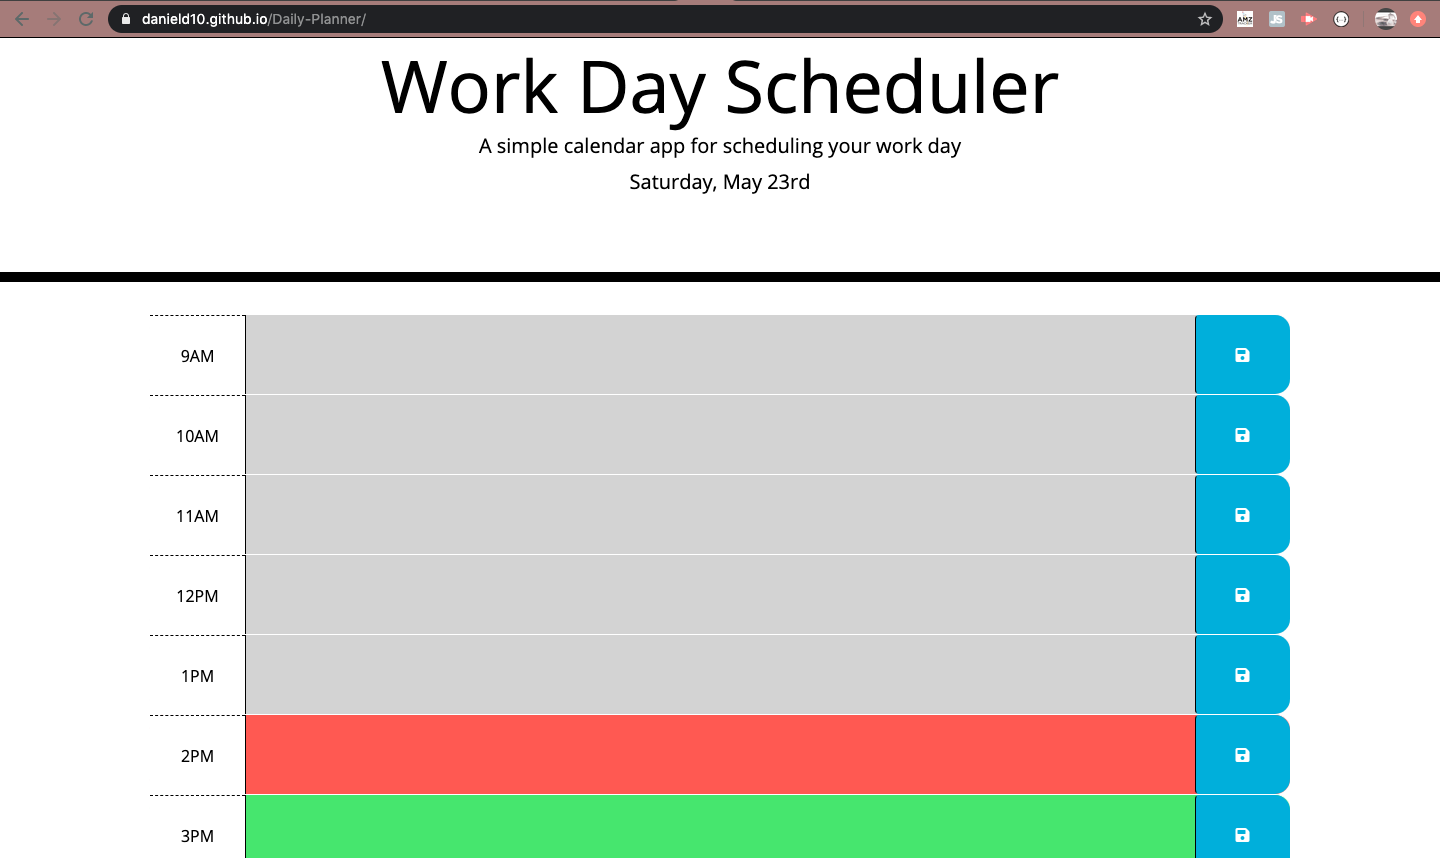 danield10.github.io/Daily-Planner/
AMZ
JS
Work Day Scheduler
A simple calendar app for scheduling your work day
Saturday, May 23rd
9AM
10AM
11AM
12PM
1PM
2PM
3PM